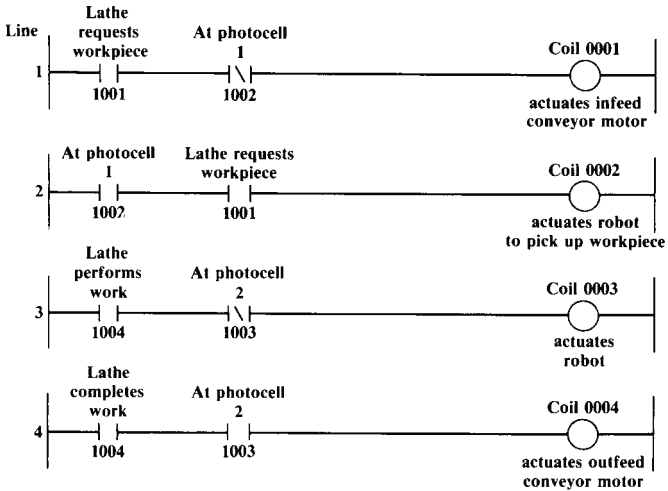 Line
Lathe
requests
workpiece
At photocell
1
Coil 0001
1
1001
1002
actuates infeed
conveyor motor
At photocell
1
Lathe requests
workpiece
Coil 0002
2
1002
1001
actuates robot
to pick up workpiece
Lathe
performs
work
At photocell
2
Coil 0003
3
1004
1003
actuates
robot
Lathe
completes
work
At photocell
2
Coil 0004
4
1004
1003
actuates outfeed
conveyor motor